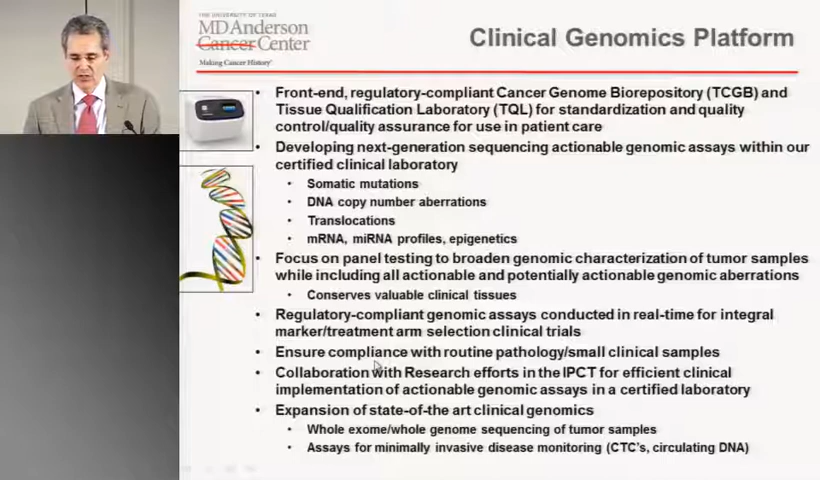 THE UNIVERSITY OF TEXAS
MD Anderson
Cancer Center
Making Cancer History®
Clinical Genomics Platform
• Front-end, regulatory-compliant Cancer Genome Biorepository (TCGB) and
Tissue Qualification Laboratory (TQL) for standardization and quality
control/quality assurance for use in patient care
• Developing next-generation sequencing actionable genomic assays within our
certified clinical laboratory
• Somatic mutations
• DNA copy number aberrations
• Translocations
• mRNA, miRNA profiles, epigenetics
• Focus on panel testing to broaden genomic characterization of tumor samples
while including all actionable and potentially actionable genomic aberrations
• Conserves valuable clinical tissues
• Regulatory-compliant genomic assays conducted in real-time for integral
marker/treatment arm selection clinical trials
• Ensure compliance with routine pathology/small clinical samples
• Collaboration with Research efforts in the IPCT for efficient clinical
implementation of actionable genomic assays in a certified laboratory
• Expansion of state-of-the art clinical genomics
• Whole exome/whole genome sequencing of tumor samples
• Assays for minimally invasive disease monitoring (CTC's, circulating DNA)